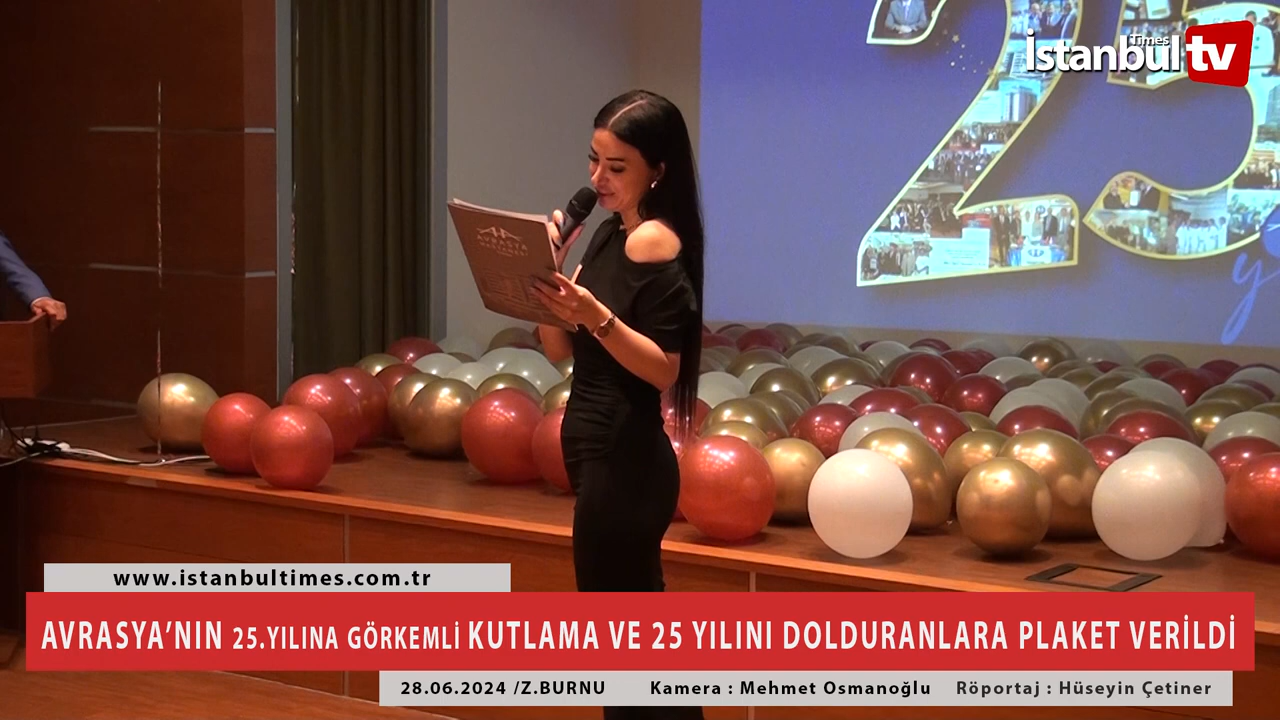 25
İstanbul Times tv
AVRASYA
www.istanbultimes.com.tr
AVRASYA’NIN 25.YILINA GÖRKEMLİ KUTLAMA VE 25 YILINI DOLDURANLARA PLAKET VERİLDİ
28.06.2024 /Z.BURNU Kamera : Mehmet Osmanoğlu Röportaj : Hüseyin Çetiner